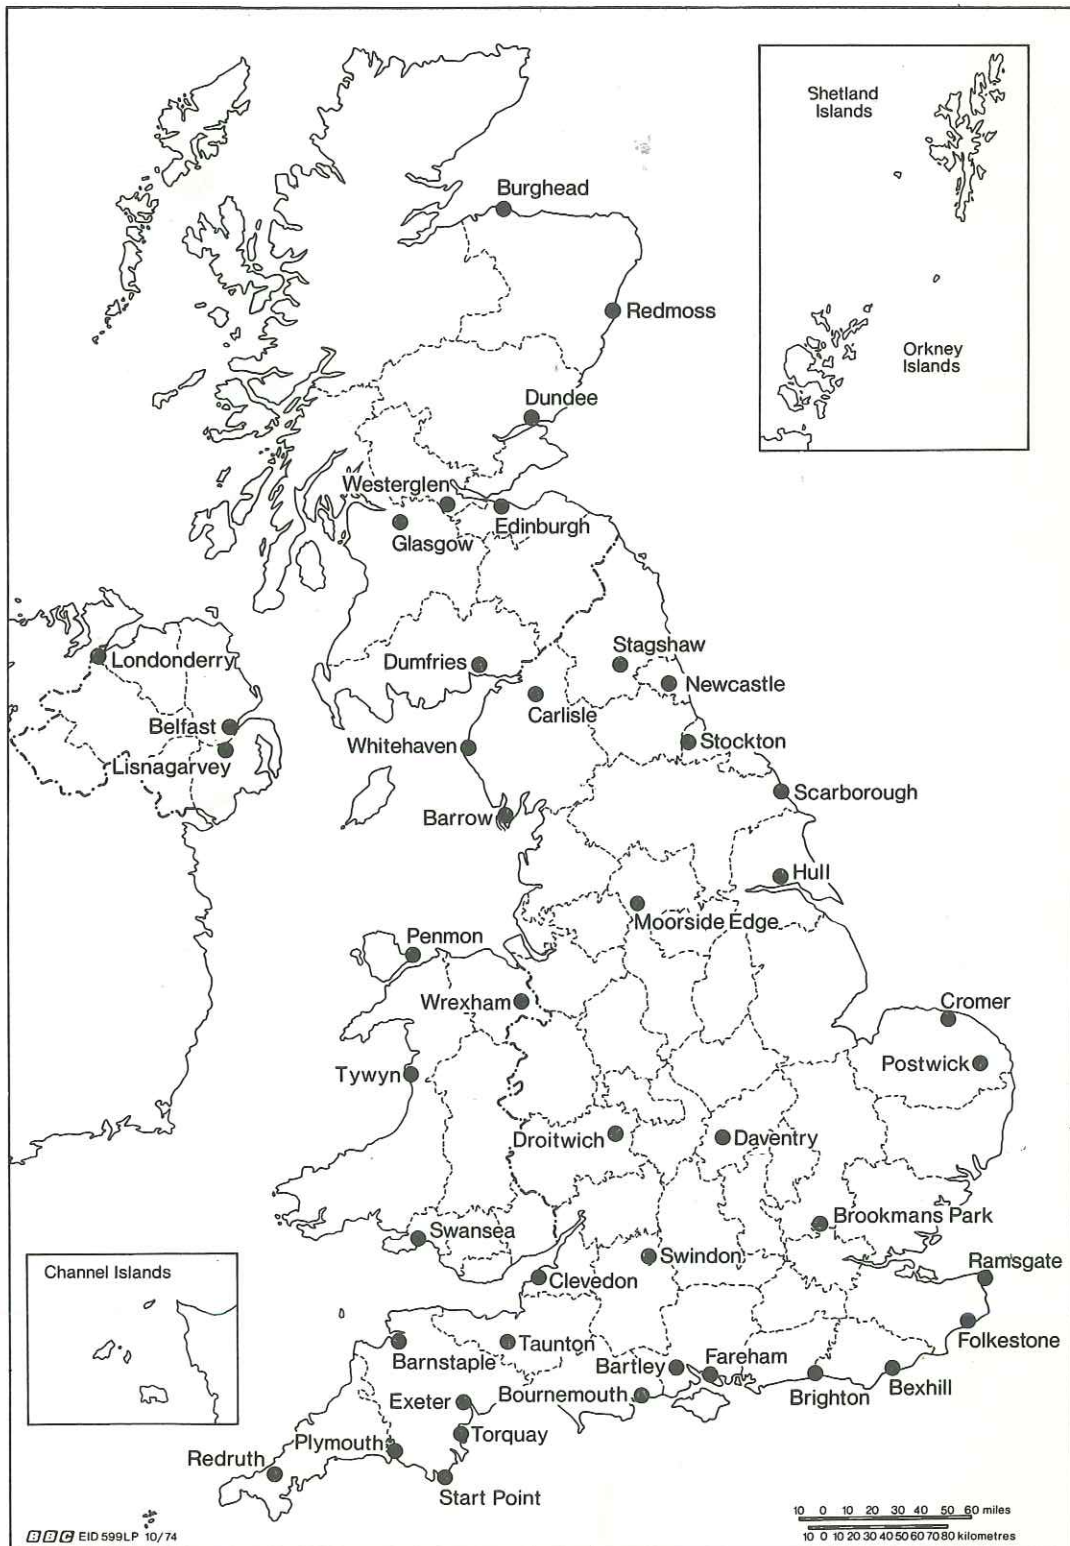 Shetland
Islands
Burghead
Redmoss
Orkney
Islands
Dundee
Westerglen
Edinburgh
Glasgow
Stagshaw
Londonderry
Dumfries
Newcastle
Carlisle
Belfast
Whitehaven
Stockton
Lisnagarvey
Scarborough
Barrow
Hull
Moorside Edge
Penmon
Wrexham
Cromer
Postwick
Tywyn
Droitwich
Daventry
Brookmans Park
Swansea
Swindon
Ramsgate
Channel Islands
Clevedon
Folkestone
Taunton
Barnstaple
Bartley
Fareham
Exeter
Bournemouth
Brighton
Bexhill
Torquay
Plymouth
Redruth
Start Point
10 0 10 20 30 40 50 60 miles
10 0 10 20 30 40 50 60 70 80 kilometres
BBC EID 599LP 10/74